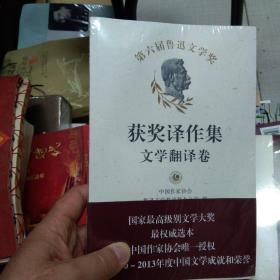 第六届鲁迅文学奖
获奖译作集
文学翻译卷
中国作家协会
国家最高级别文学大奖
最权威选本
中国作家协会唯一授权
－2013年度中国文学成就和荣誉